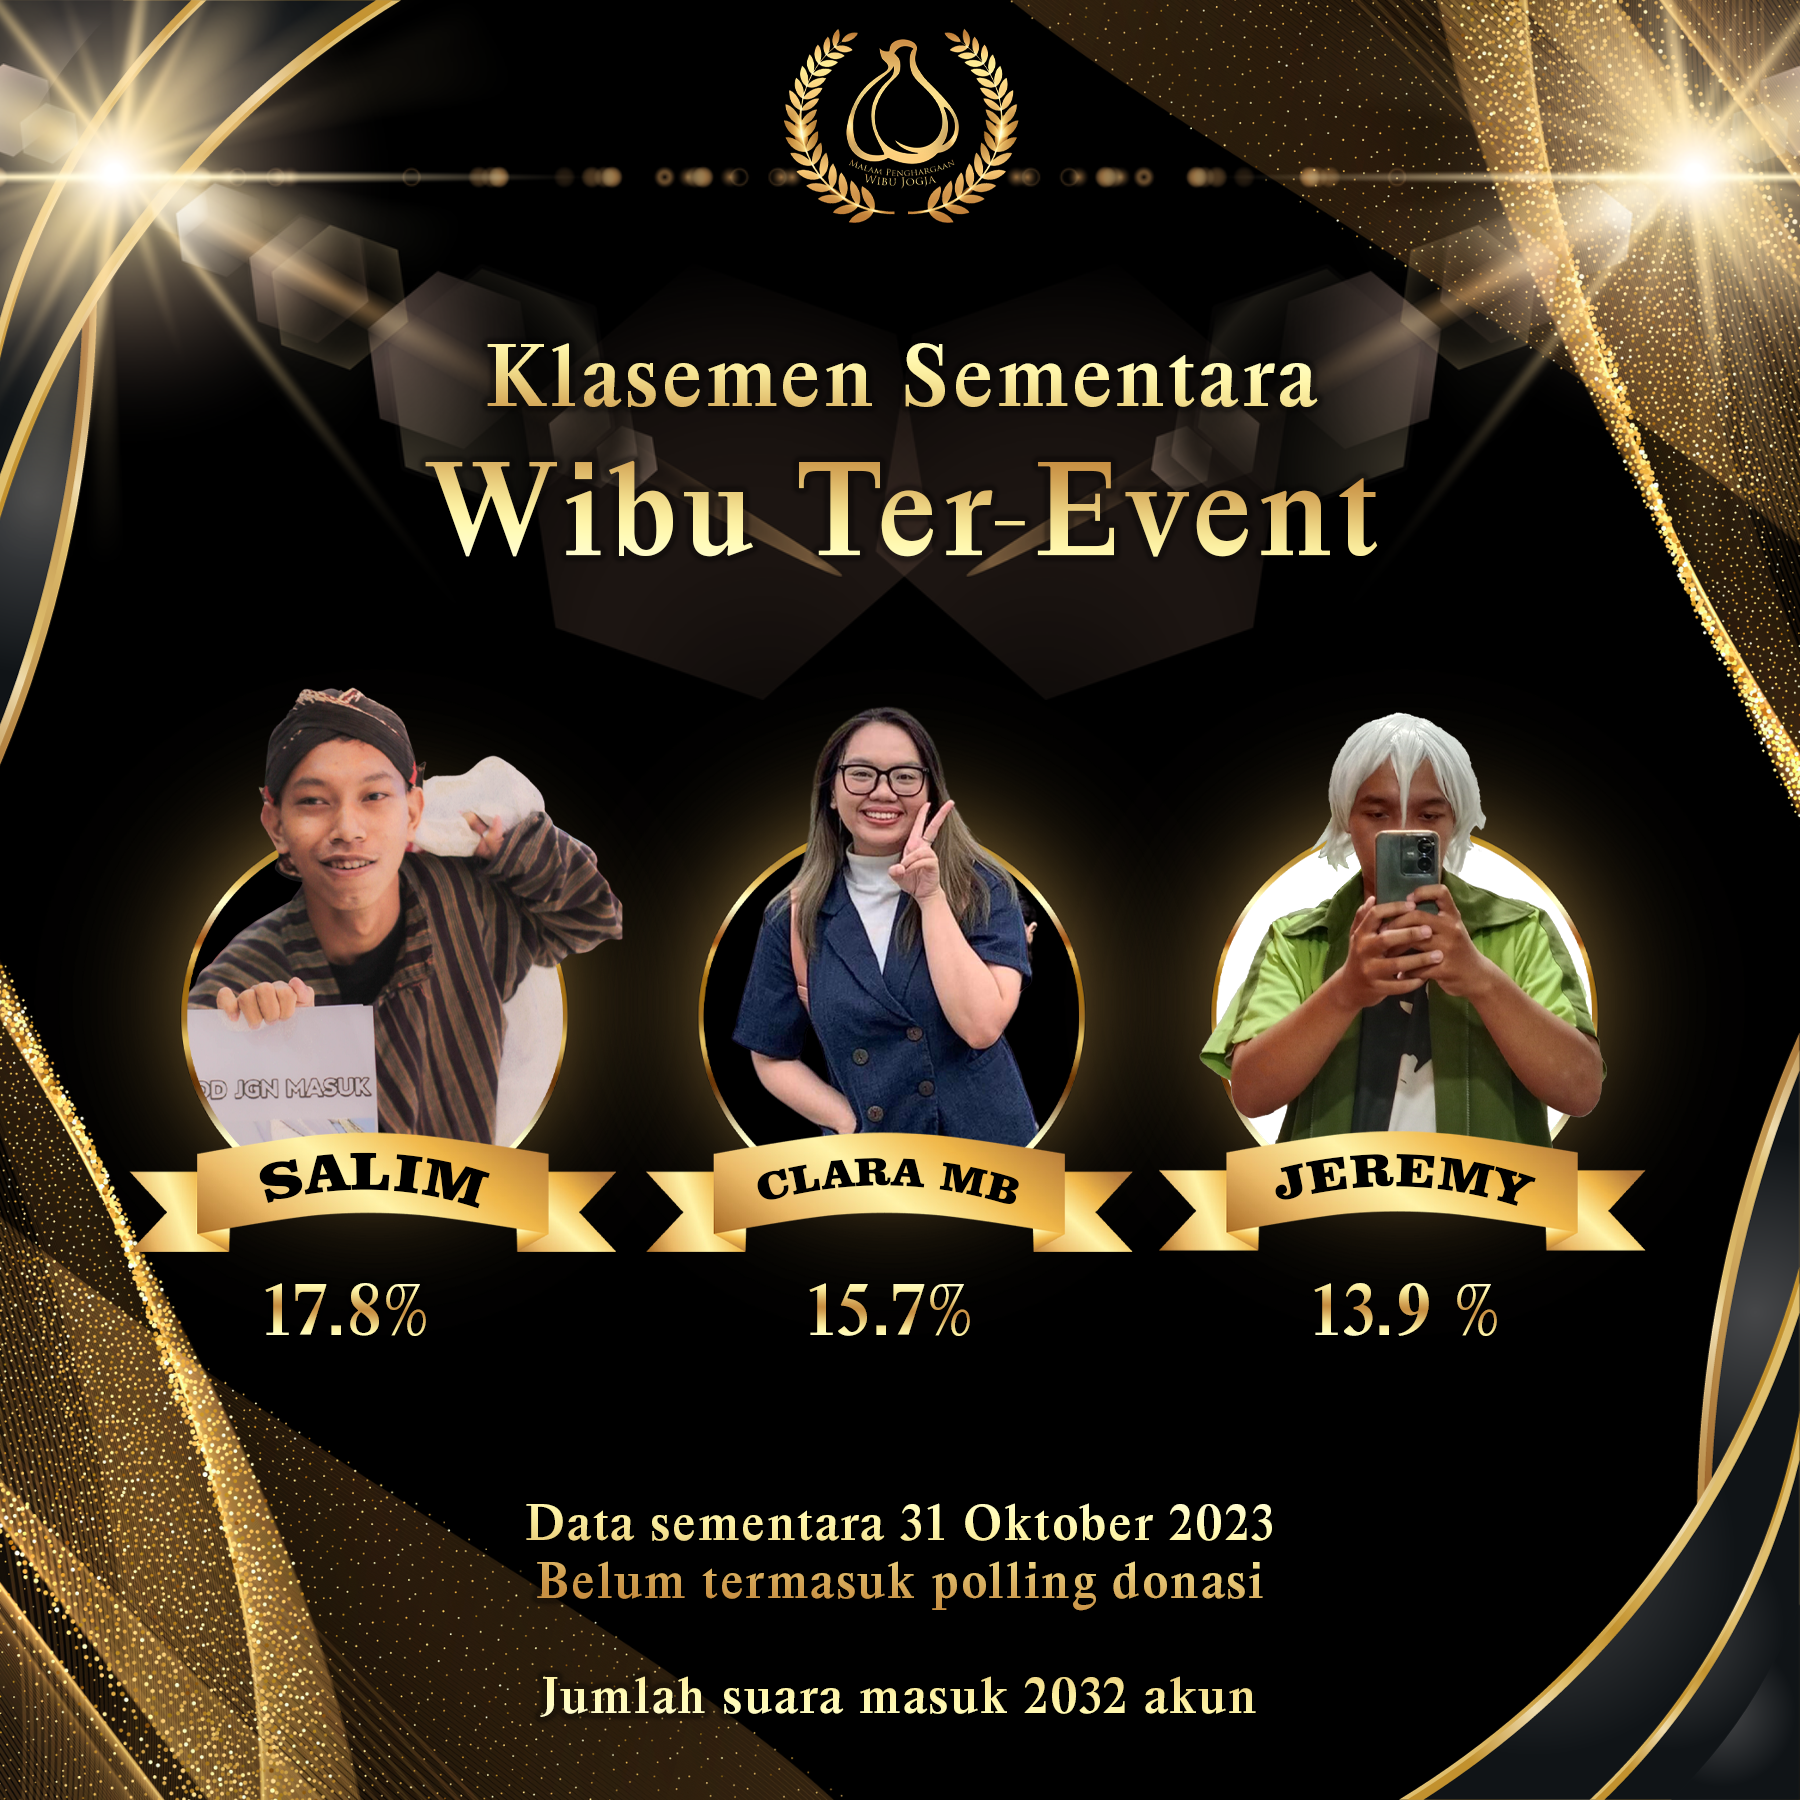 MALAM PENGHARGAAN
WIBU JOGJA
Klasemen Sementara
Wibu Ter-Event
DD JGN MASUK
SALIM
CLARA MB
JEREMY
17.8%
15.7%
13.9 %
Data sementara 31 Oktober 2023
Belum termasuk polling donasi
Jumlah suara masuk 2032 akun